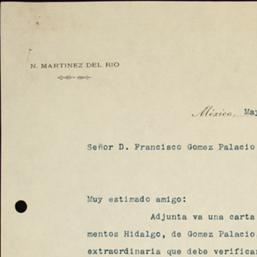 N. MARTINEZ DEL RIO
México, Ma
Señor D. Francisco Gomez Palacio
Muy estimado amigo:
Adjunta va una carta
mentos Hidalgo, de Gomez Palacio
extraordinaria que debe verificar